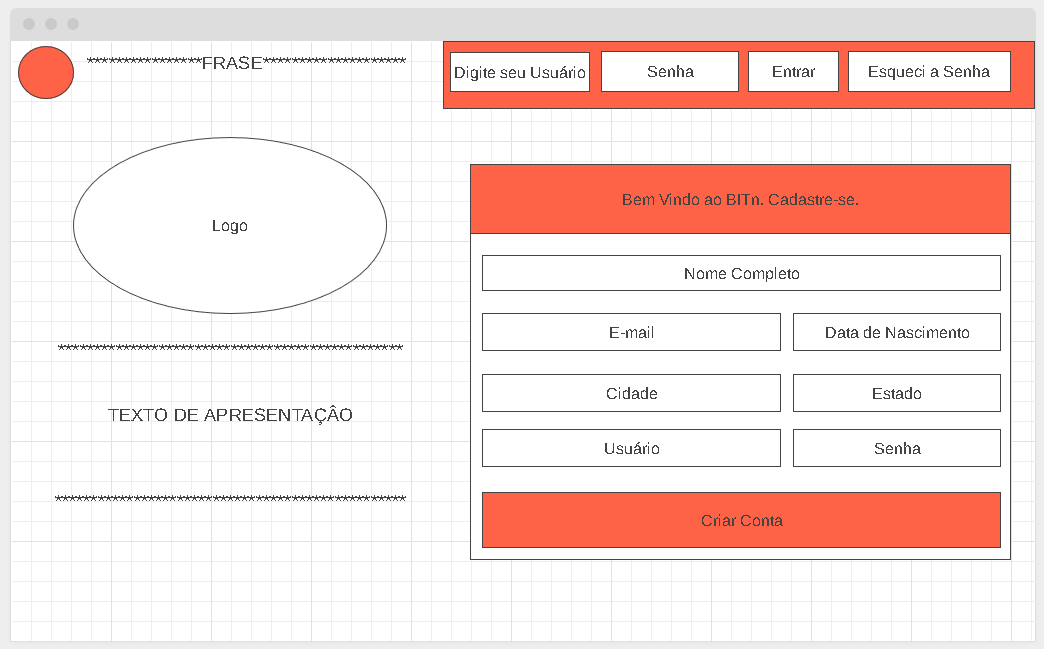 ****************FRASE********************
Digite seu Usuário
Senha
Entrar
Esqueci a Senha
Logo
************************************************
TEXTO DE APRESENTAÇÂO
*************************************************
Bem Vindo ao BITn. Cadastre-se.
Nome Completo
E-mail
Data de Nascimento
Cidade
Estado
Usuário
Senha
Criar Conta